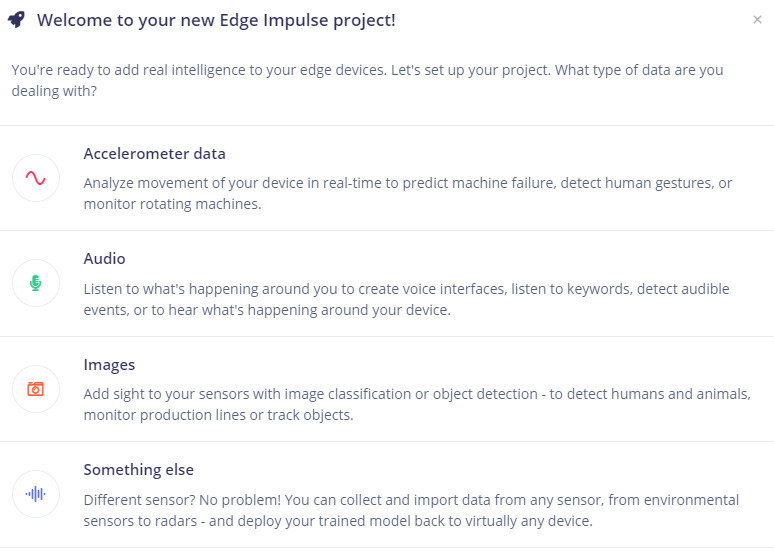 Welcome to your new Edge Impulse project!
You're ready to add real intelligence to your edge devices. Let's set up your project. What type of data are you
dealing with?
Accelerometer data
Analyze movement of your device in real-time to predict machine failure, detect human gestures, or
monitor rotating machines.
Audio
Listen to what's happening around you to create voice interfaces, listen to keywords, detect audible
events, or to hear what's happening around your device.
Images
Add sight to your sensors with image classification or object detection - to detect humans and animals,
monitor production lines or track objects.
Something else
Different sensor? No problem! You can collect and import data from any sensor, from environmental
sensors to radars - and deploy your trained model back to virtually any device.